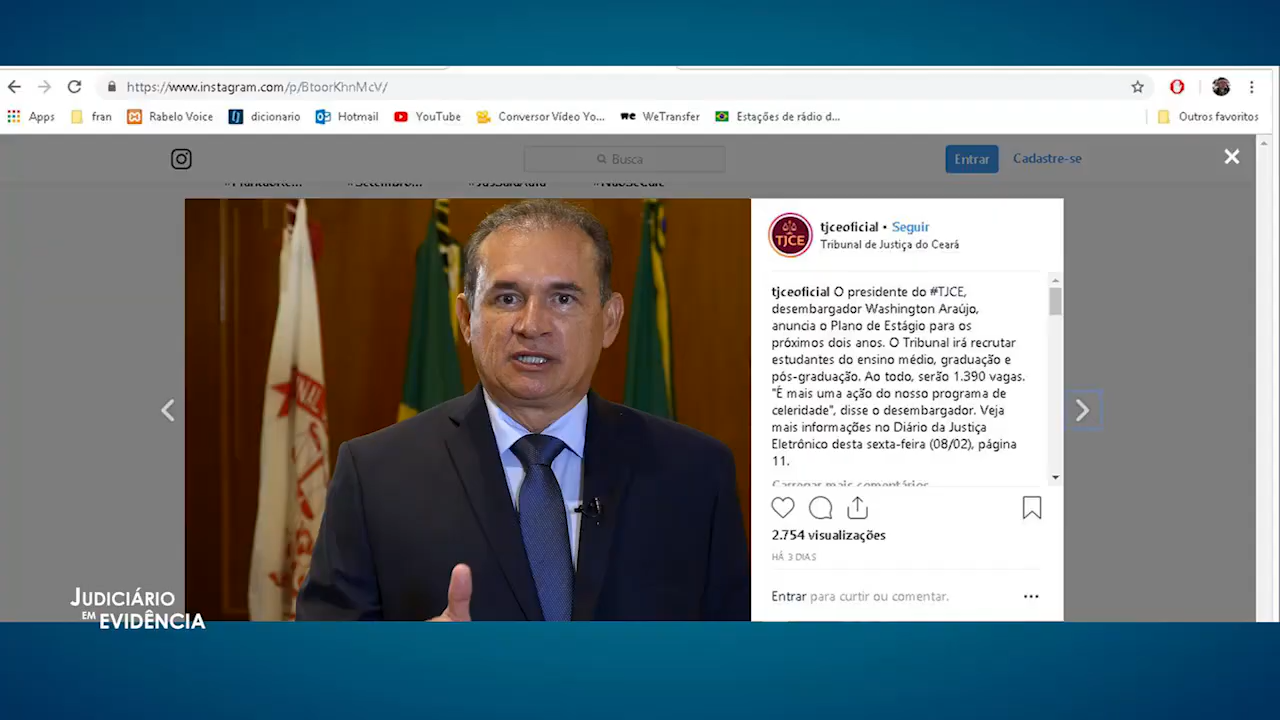 https://www.instagram.com/p/BtoorKhnMcV/
Apps fran Rabelo Voice dicionario Hotmail YouTube Conversor Vídeo Yo... WeTransfer Estações de rádio d... Outros favoritos
Busca
Entrar Cadastre-se
tjceoficial • Seguir
Tribunal de Justiça do Ceará
TJCE
tjceoficial O presidente do #TJCE,
desembargador Washington Araújo,
anuncia o Plano de Estágio para os
próximos dois anos. O Tribunal irá recrutar
estudantes do ensino médio, graduação e
pós-graduação. Ao todo, serão 1.390 vagas.
"É mais uma ação do nosso programa de
celeridade", disse o desembargador. Veja
mais informações no Diário da Justiça
Eletrônico desta sexta-feira (08/02), página
11.
Carregar mais comentários
2.754 visualizações
HÁ 3 DIAS
Entrar para curtir ou comentar.
JUDICIÁRIO
EM EVIDÊNCIA